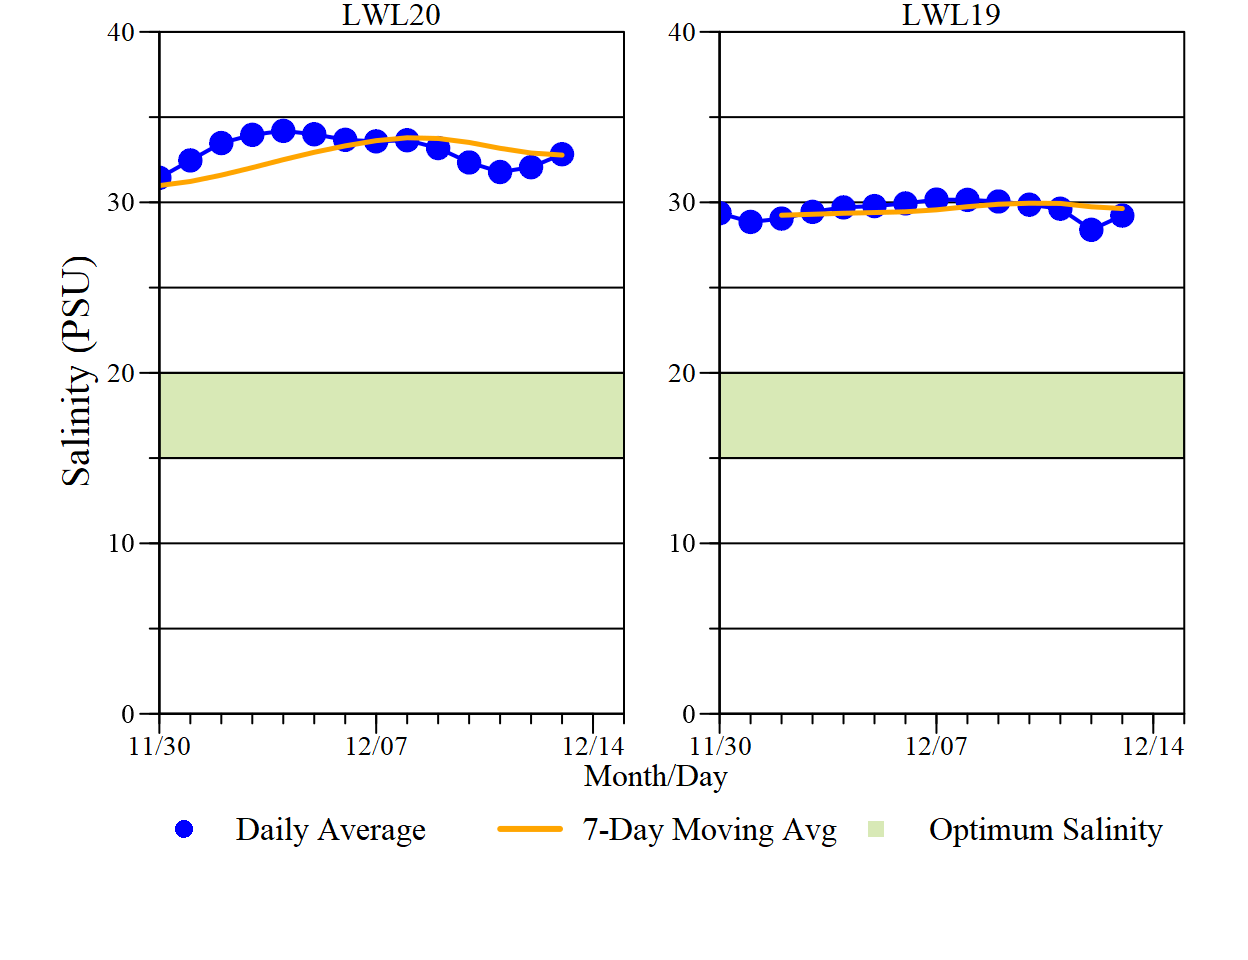 LWL20
LWL19
40
30
20
10
0
40
30
20
10
0
Salinity (PSU)
11/30
12/07
12/14
11/30
12/07
12/14
Month/Day
Daily Average
7-Day Moving Avg
Optimum Salinity